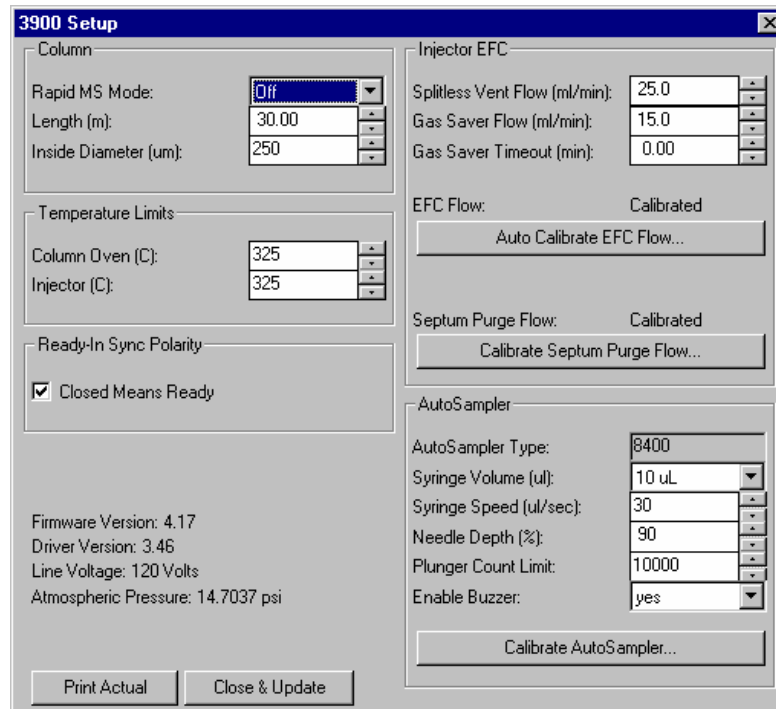 3900 Setup
Column
Rapid MS Mode: Off
Length (m): 30.00
Inside Diameter (um): 250
Temperature Limits
Column Oven (C): 325
Injector (C): 325
Ready-In Sync Polarity
Closed Means Ready
Firmware Version: 4.17
Driver Version: 3.46
Line Voltage: 120 Volts
Atmospheric Pressure: 14.7037 psi
Print Actual
Close & Update
Injector EFC
Splitless Vent Flow (ml/min): 25.0
Gas Saver Flow (ml/min): 15.0
Gas Saver Timeout (min): 0.00
EFC Flow: Calibrated
Auto Calibrate EFC Flow...
Septum Purge Flow: Calibrated
Calibrate Septum Purge Flow...
AutoSampler
AutoSampler Type: 8400
Syringe Volume (ul): 10 uL
Syringe Speed (ul/sec): 30
Needle Depth (%): 90
Plunger Count Limit: 10000
Enable Buzzer: yes
Calibrate AutoSampler...